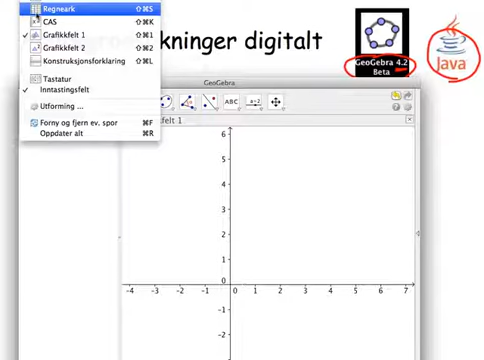 Regneark ⇧⌘S
CAS ⇧⌘K
✓ Grafikkfelt 1 ⇧⌘1
Grafikkfelt 2 ⇧⌘2
Konstruksjonsforklaring ⇧⌘L
Tastatur
✓ Inntastingsfelt
Utforming ...
Forny og fjern ev. spor ⌘F
Oppdater alt ⌘R
kninger digitalt
GeoGebra 4.2
Beta
Java
GeoGebra
ABC
a=2
felt 1
6
5
4
3
2
1
0
-4 -3 -2 -1 0 1 2 3 4 5 6 7
-1
-2